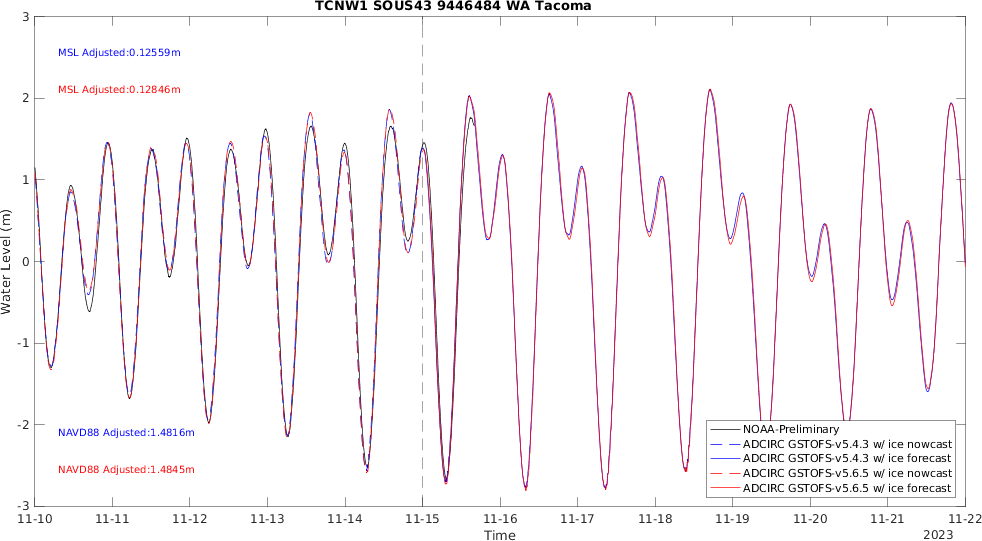 TCNW1 SOUS43 9446484 WA Tacoma
3
MSL Adjusted:0.12559m
2
MSL Adjusted:0.12846m
1
Water Level (m)
0
-1
-2
NAVD88 Adjusted:1.4816m
NAVD88 Adjusted:1.4845m
-3
NOAA-Preliminary
ADCIRC GSTOFS-v5.4.3 w/ ice nowcast
ADCIRC GSTOFS-v5.4.3 w/ ice forecast
ADCIRC GSTOFS-v5.6.5 w/ ice nowcast
ADCIRC GSTOFS-v5.6.5 w/ ice forecast
11-10 11-11 11-12 11-13 11-14 11-15 11-16 11-17 11-18 11-19 11-20 11-21 11-22
Time
2023